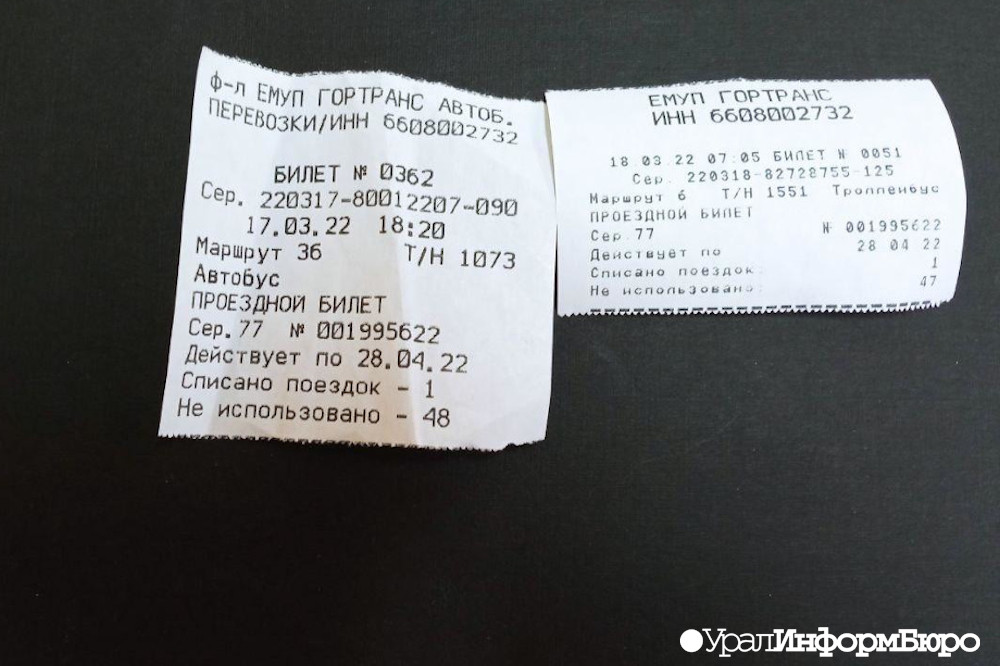 ф-л ЕМУП ГОРТРАНС АВТОБ.
ПЕРЕВОЗКИ/ИНН 6608002732
БИЛЕТ № 0362
Сер. 220317-80012207-090
17.03.22 18:20
Маршрут 36 Т/Н 1073
Автобус
ПРОЕЗДНОЙ БИЛЕТ
Сер.77 № 001995622
Действует по 28.04.22
Списано поездок - 1
Не использовано - 48
ЕМУП ГОРТРАНС
ИНН 6608002732
18.03.22 07:05 БИЛЕТ № 0051
Сер. 220318-82728755-125
Маршрут 6 Т/Н 1551 Троллейбус
ПРОЕЗДНОЙ БИЛЕТ
Сер.77 № 001995622
Действует по 28 04 22
Списано поездок: 1
Не использовано: 47
УралИнформБюро